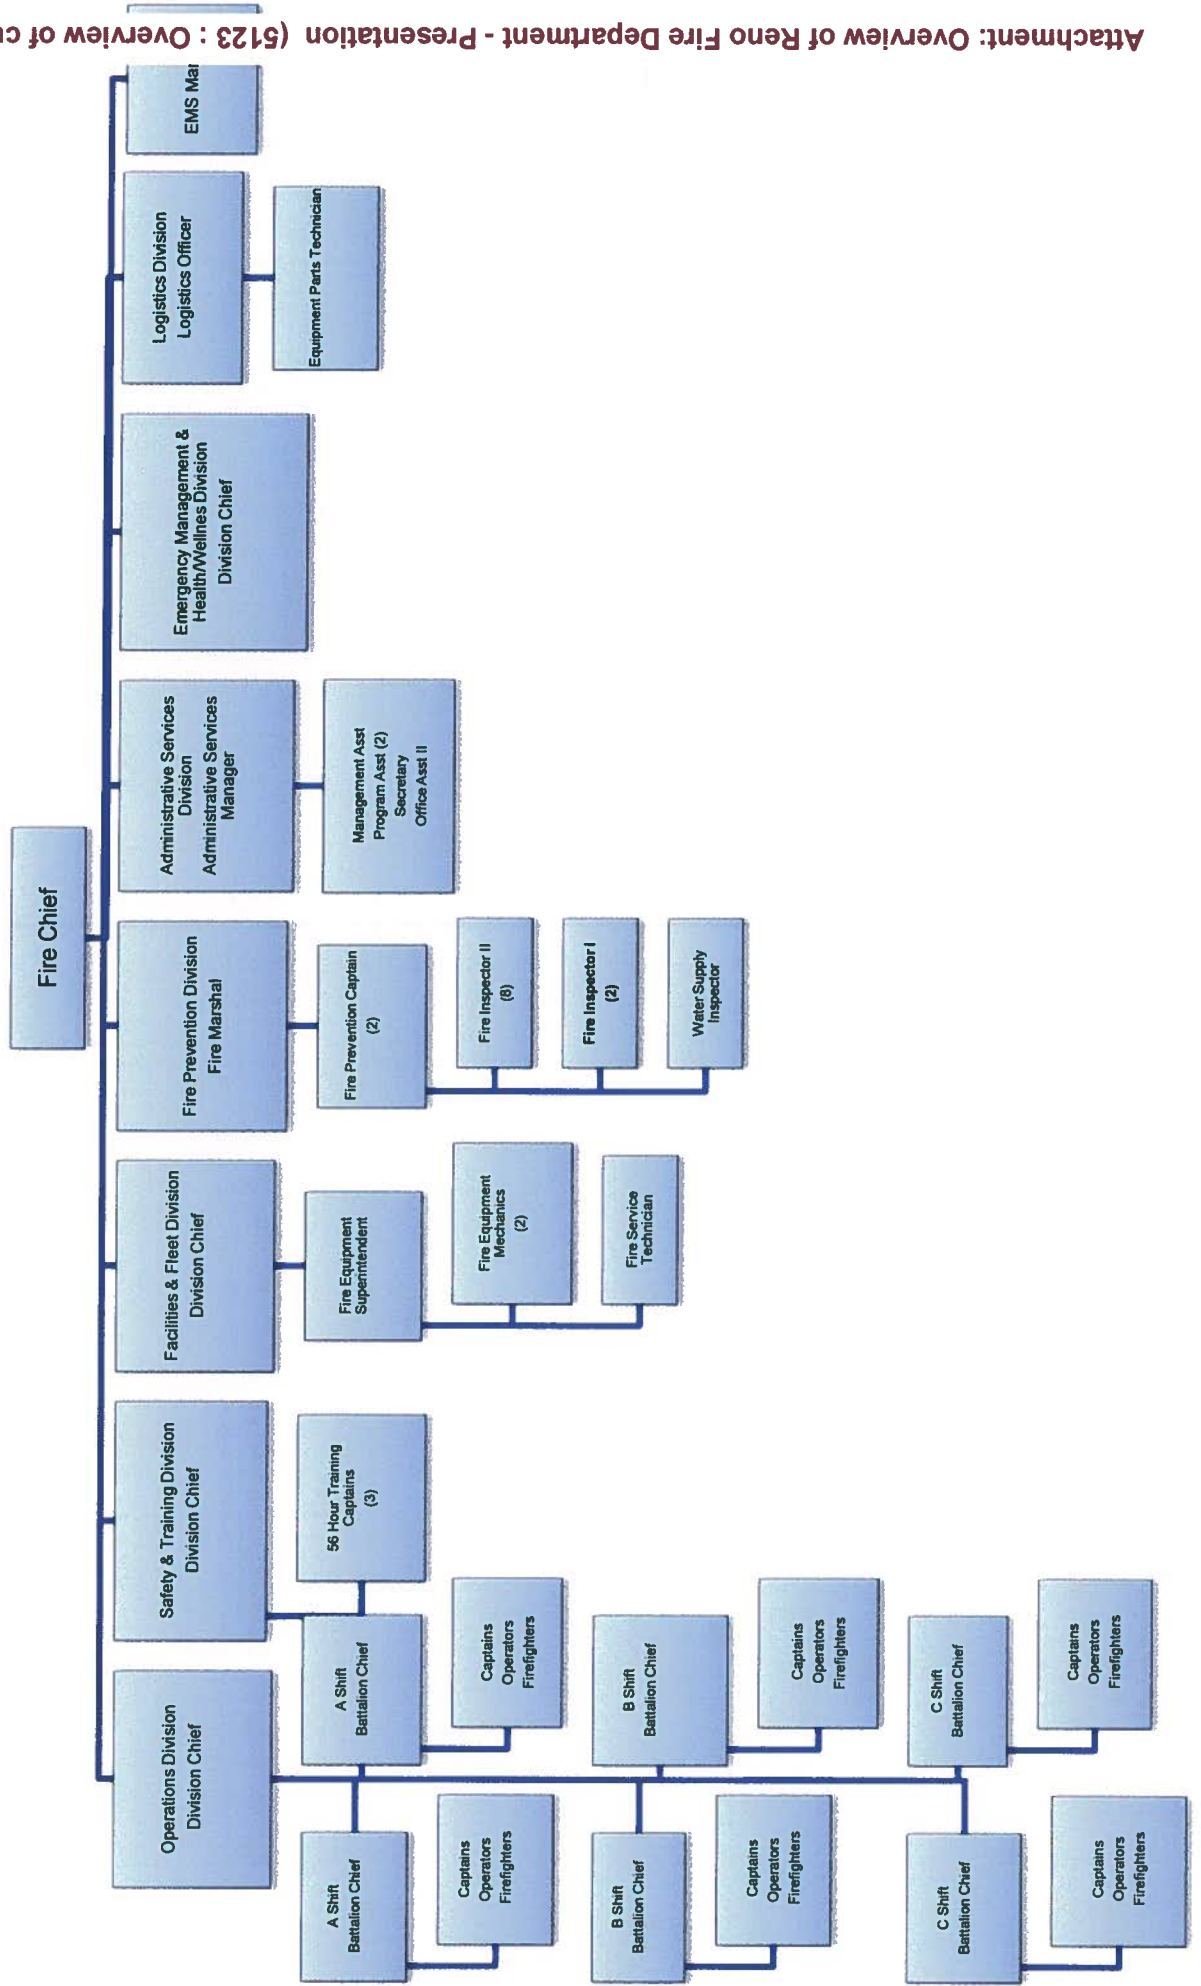 Attachment: Overview of Reno Fire Department - Presentation (5123 : Overview of
Fire Chief
Operations Division
Division Chief
A Shift
Battalion Chief
Captains
Operators
Firefighters
A Shift
Battalion Chief
Captains
Operators
Firefighters
B Shift
Battalion Chief
Captains
Operators
Firefighters
B Shift
Battalion Chief
Captains
Operators
Firefighters
C Shift
Battalion Chief
Captains
Operators
Firefighters
C Shift
Battalion Chief
Captains
Operators
Firefighters
Safety & Training Division
Division Chief
56 Hour Training
Captains
(3)
Facilities & Fleet Division
Division Chief
Fire Equipment
Superintendent
Fire Equipment
Mechanics
(2)
Fire Service
Technician
Fire Prevention Division
Fire Marshal
Fire Prevention Captain
(2)
Fire Inspector II
(8)
Fire Inspector I
(2)
Water Supply
Inspector
Administrative Services
Division
Administrative Services
Manager
Management Asst
Program Asst (2)
Secretary
Office Asst II
Emergency Management &
Health/Wellnes Division
Division Chief
Logistics Division
Logistics Officer
Equipment Parts Technician
EMS